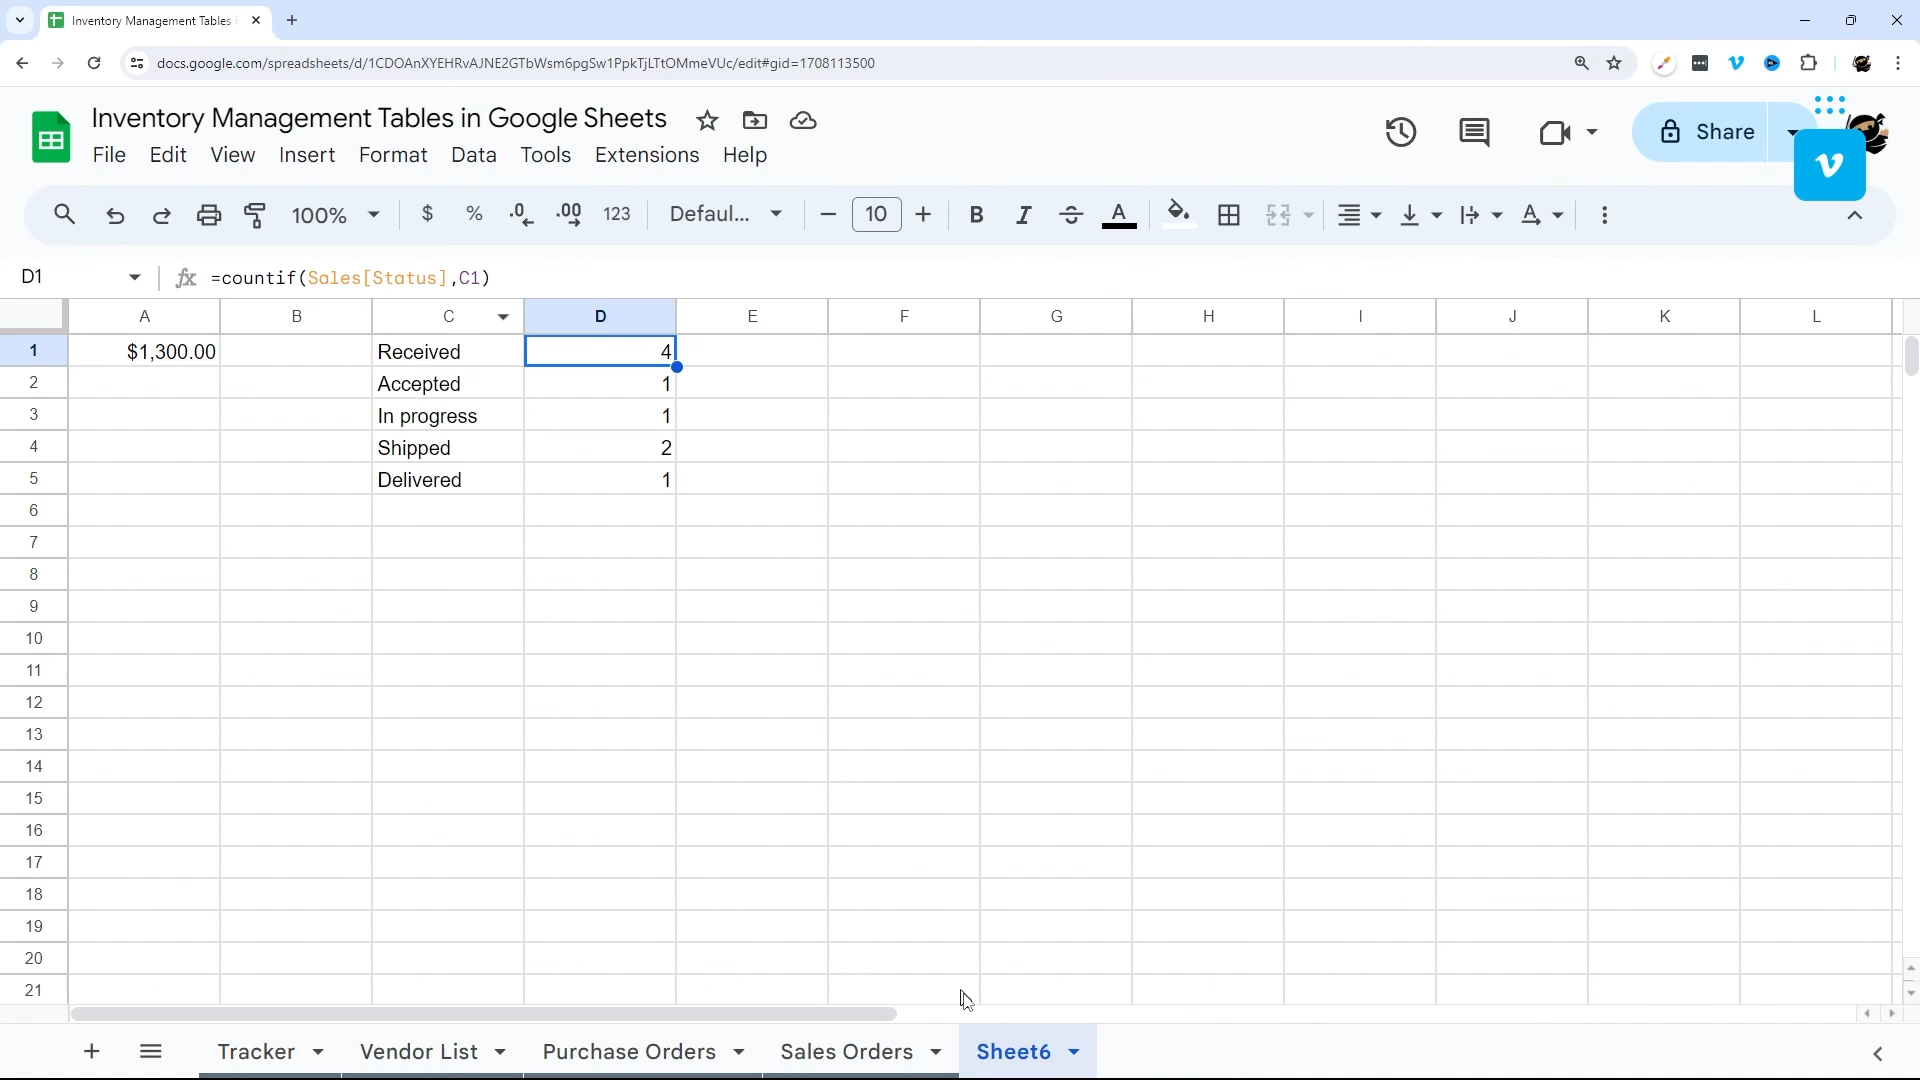 Inventory Management Tables i
docs.google.com/spreadsheets/d/1CDOAnXYEHRvAJNE2GTbWsm6pgSw1PpkTjLTtOMmeVUc/edit#gid=1708113500
Inventory Management Tables in Google Sheets
File Edit View Insert Format Data Tools Extensions Help
Share
100% $ % .0 .00 123 Defaul... 10 B I A
D1 fx =countif(Sales[Status],C1)
A B C D E F G H I J K L
1 $1,300.00 Received 4
2 Accepted 1
3 In progress 1
4 Shipped 2
5 Delivered 1
6
7
8
9
10
11
12
13
14
15
16
17
18
19
20
21
Tracker Vendor List Purchase Orders Sales Orders Sheet6